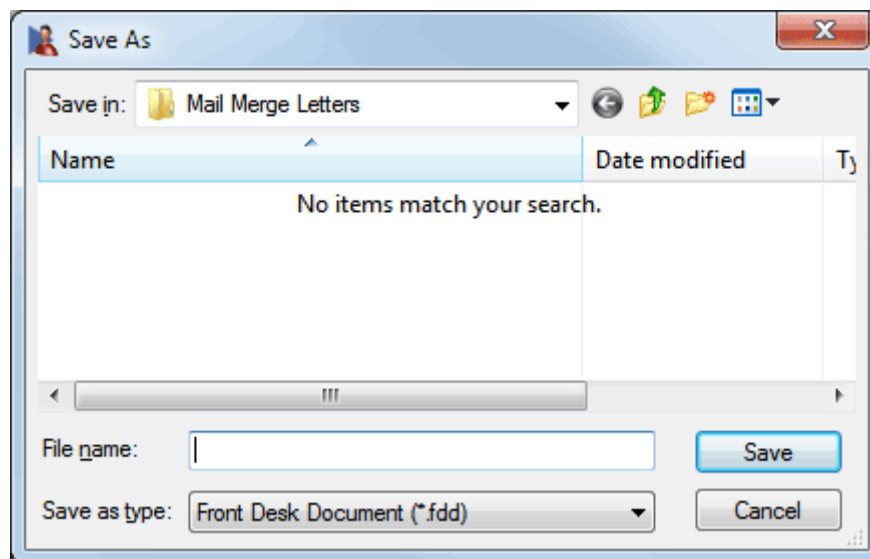 Save As
Save in: Mail Merge Letters
Name Date modified Ty
No items match your search.
File name:
Save
Save as type: Front Desk Document (*.fdd) Cancel